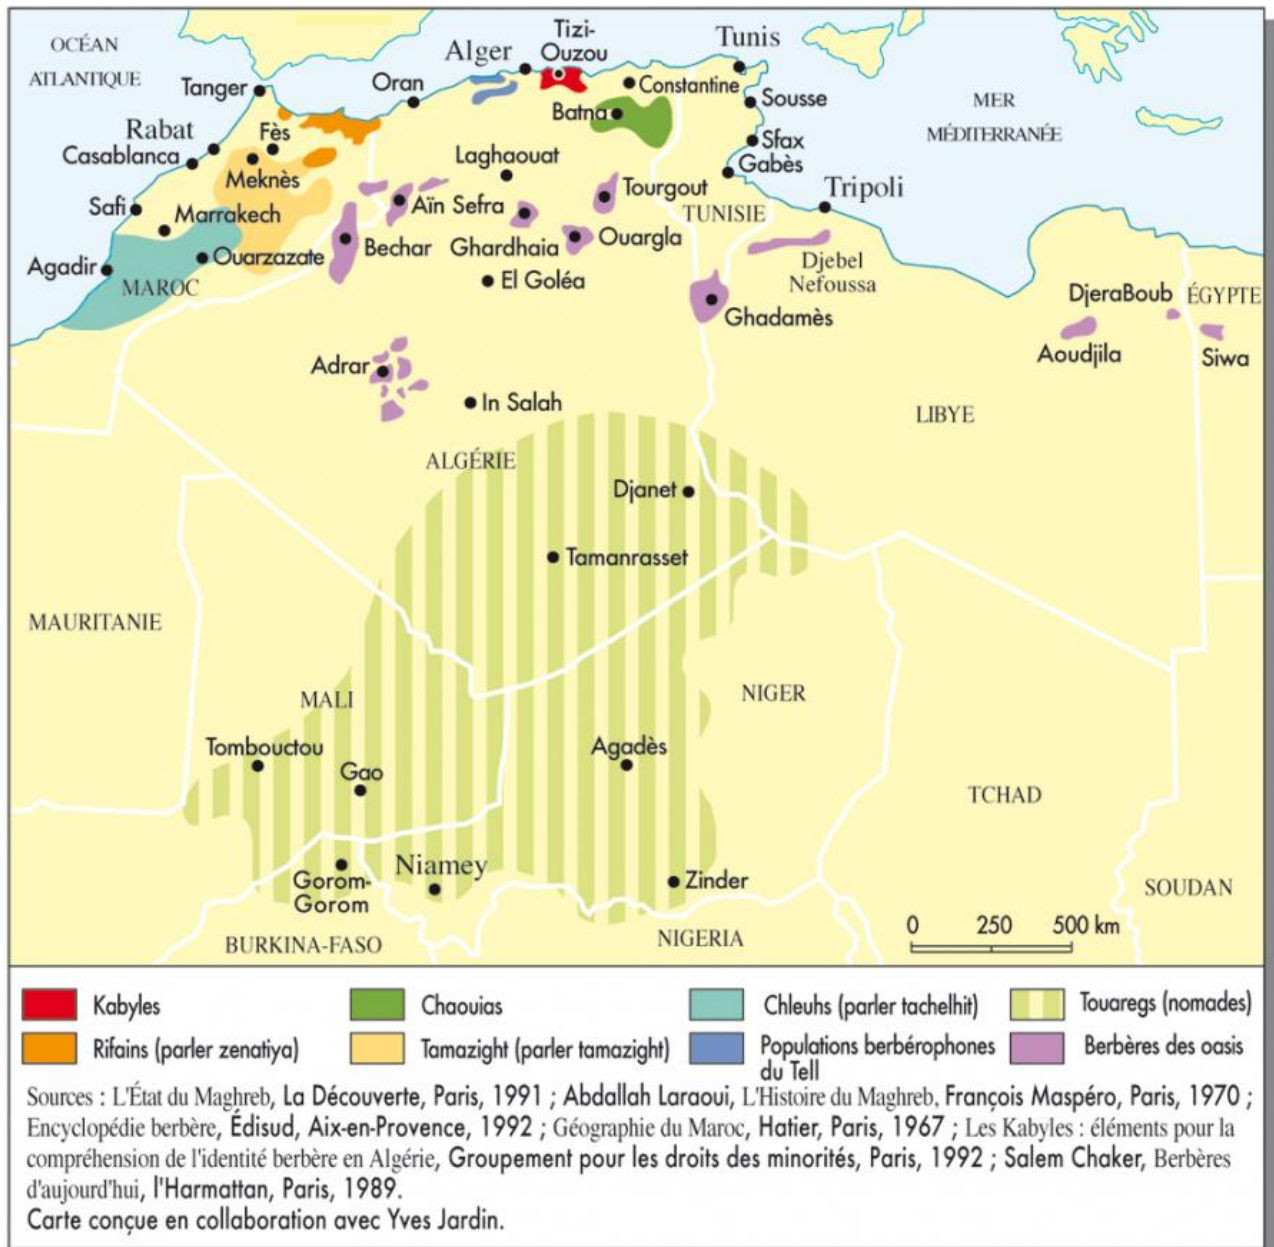 OCÉAN
ATLANTIQUE
Tizi-
Ouzou
Alger
Tunis
Tanger
Oran
Constantine
Sousse
MER
MÉDITERRANÉE
Batna
Rabat
Fès
Casablanca
Sfax
Meknès
Laghaouat
Gabès
Tourgout
Tripoli
Safi
Aïn Sefra
TUNISIE
Marrakech
Ouargla
Bechar
Ghardhaia
Ouarzazate
Djebel
Nefoussa
Agadir
MAROC
El Goléa
DjeraBoub
ÉGYPTE
Ghadamès
Aoudjila
Siwa
Adrar
In Salah
LIBYE
ALGÉRIE
Djanet
Tamanrasset
MAURITANIE
MALI
NIGER
Tombouctou
Agadès
Gao
TCHAD
Niamey
Gorom-
Gorom
Zinder
SOUDAN
BURKINA-FASO
NIGERIA
0 250 500 km
Kabyles
Chaouias
Chleuhs (parler tachelhit)
Touaregs (nomades)
Rifains (parler zenatiya)
Tamazight (parler tamazight)
Populations berbérophones
du Tell
Berbères des oasis
Sources : L'État du Maghreb, La Découverte, Paris, 1991 ; Abdallah Laraoui, L'Histoire du Maghreb, François Maspéro, Paris, 1970 ;
Encyclopédie berbère, Édisud, Aix-en-Provence, 1992 ; Géographie du Maroc, Hatier, Paris, 1967 ; Les Kabyles : éléments pour la
compréhension de l'identité berbère en Algérie, Groupement pour les droits des minorités, Paris, 1992 ; Salem Chaker, Berbères
d'aujourd'hui, l'Harmattan, Paris, 1989.
Carte conçue en collaboration avec Yves Jardin.